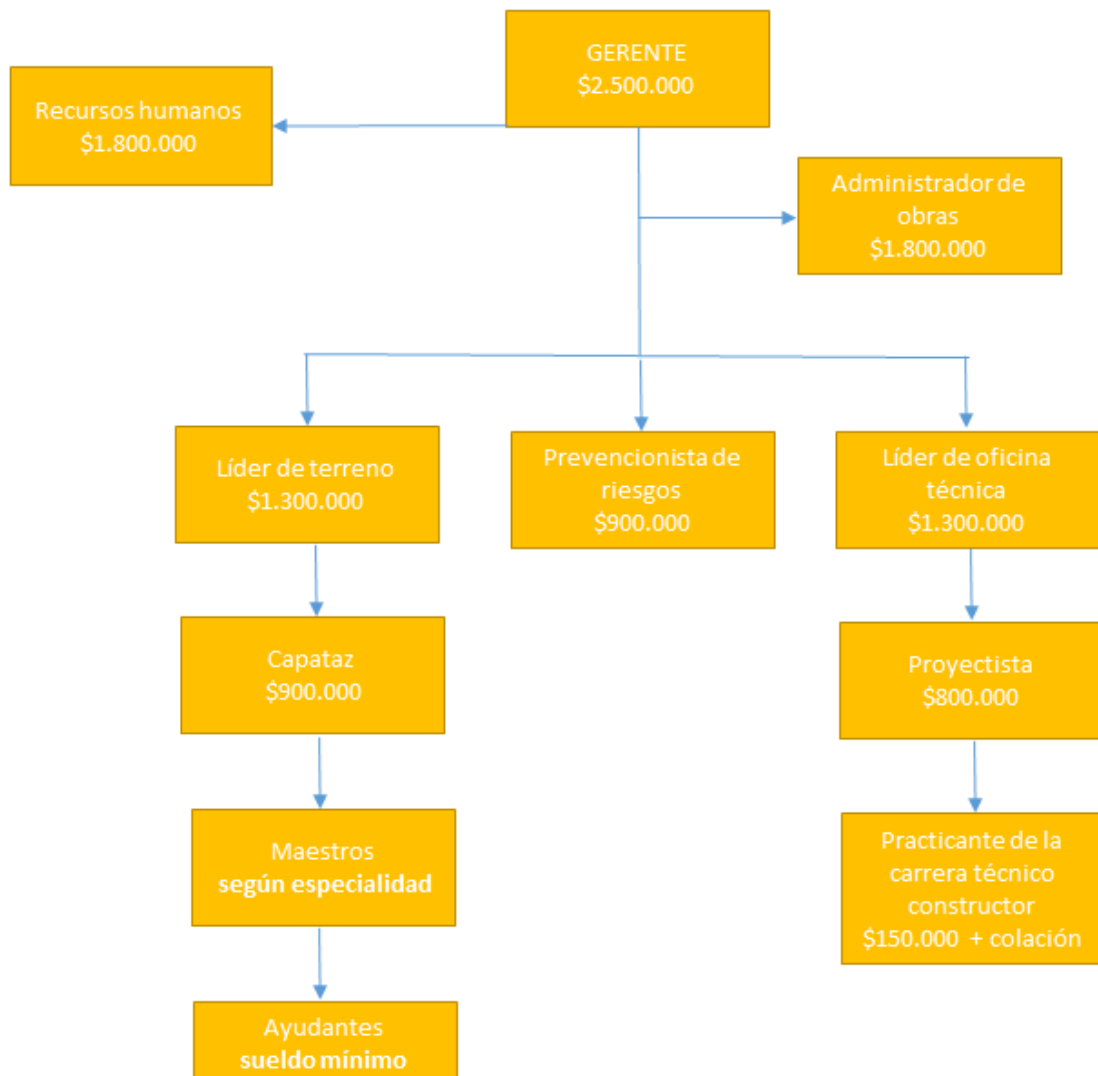 GERENTE
$2.500.000
Recursos humanos
$1.800.000
Administrador de
obras
$1.800.000
Líder de terreno
$1.300.000
Prevencionista de
riesgos
$900.000
Líder de oficina
técnica
$1.300.000
Capataz
$900.000
Proyectista
$800.000
Maestros
según especialidad
Practicante de la
carrera técnico
constructor
$150.000 + colación
Ayudantes
sueldo mínimo